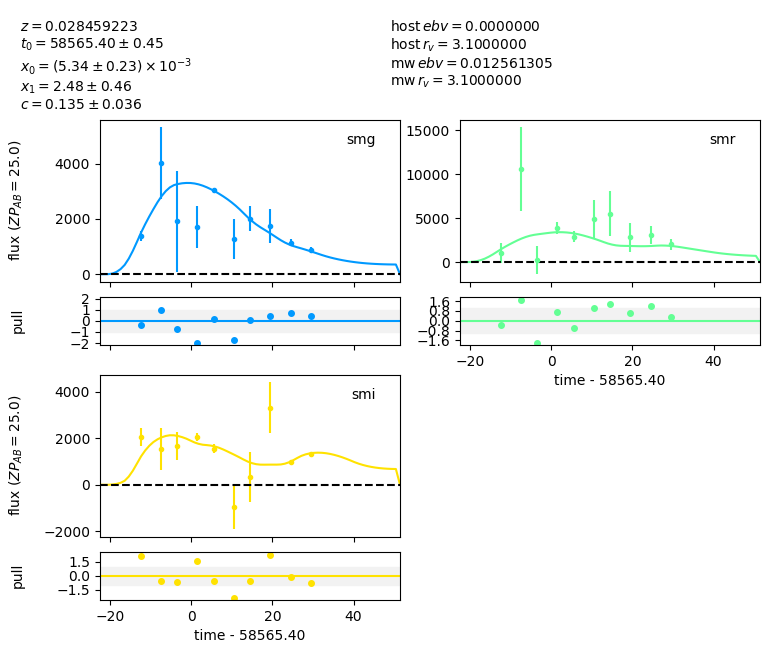 z = 0.028459223
t₀ = 58565.40 ± 0.45
x₀ = (5.34 ± 0.23) × 10⁻³
x₁ = 2.48 ± 0.46
c = 0.135 ± 0.036
host ebv = 0.0000000
host r_v = 3.1000000
mw ebv = 0.012561305
mw r_v = 3.1000000
flux (ZP_AB = 25.0)
4000
2000
0
smg
15000
10000
5000
0
smr
pull
2
1
0
−1
−2
1.6
0.8
0.0
−0.8
−1.6
−20 0 20 40
time - 58565.40
flux (ZP_AB = 25.0)
4000
2000
0
−2000
smi
pull
1.5
0.0
−1.5
−20 0 20 40
time - 58565.40